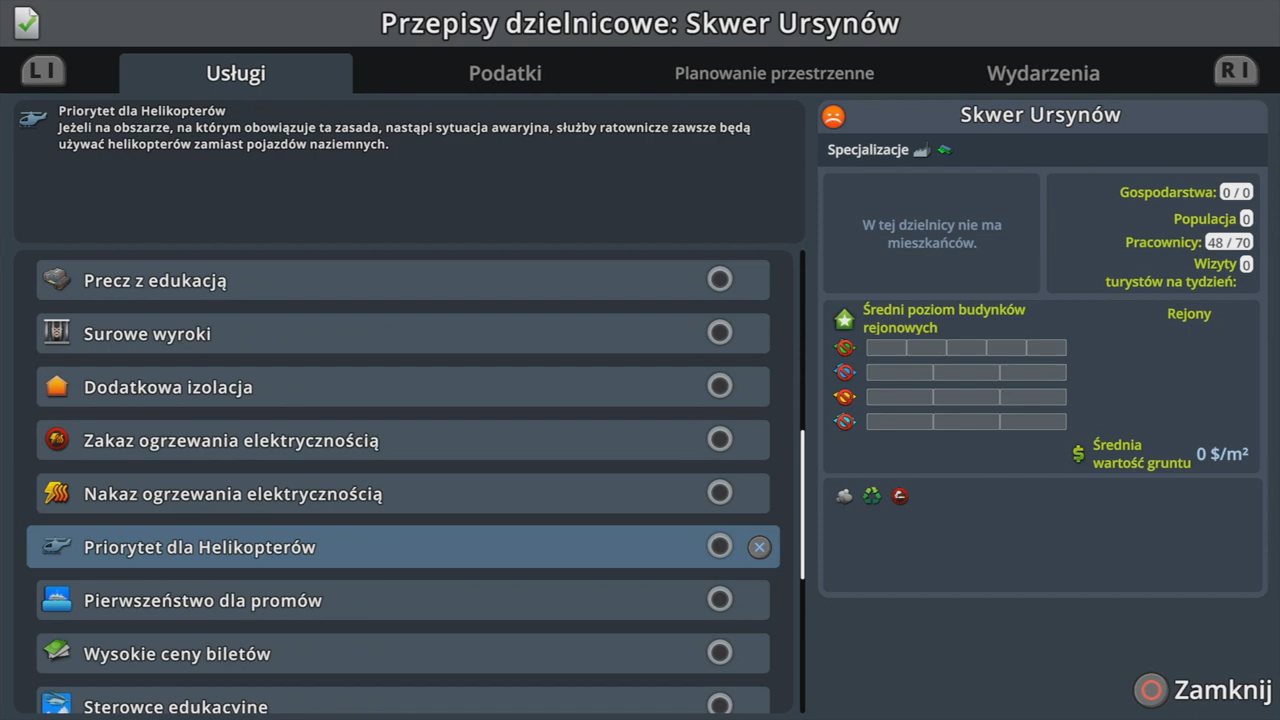 Przepisy dzielnicowe: Skwer Ursynów
L1
Usługi
Podatki
Planowanie przestrzenne
Wydarzenia
R1
Priorytet dla Helikopterów
Jeżeli na obszarze, na którym obowiązuje ta zasada, nastąpi sytuacja awaryjna, służby ratownicze zawsze będą
używać helikopterów zamiast pojazdów naziemnych.
Precz z edukacją
Surowe wyroki
Dodatkowa izolacja
Zakaz ogrzewania elektrycznością
Nakaz ogrzewania elektrycznością
Priorytet dla Helikopterów
Pierwszeństwo dla promów
Wysokie ceny biletów
Sterowce edukacyjne
Skwer Ursynów
Specjalizacje
W tej dzielnicy nie ma
mieszkańców.
Gospodarstwa: 0 / 0
Populacja 0
Pracownicy: 48 / 70
Wizyty 0
turystów na tydzień:
Średni poziom budynków
rejonowych
Rejony
Średnia
wartość gruntu 0 $/m²
Zamknij